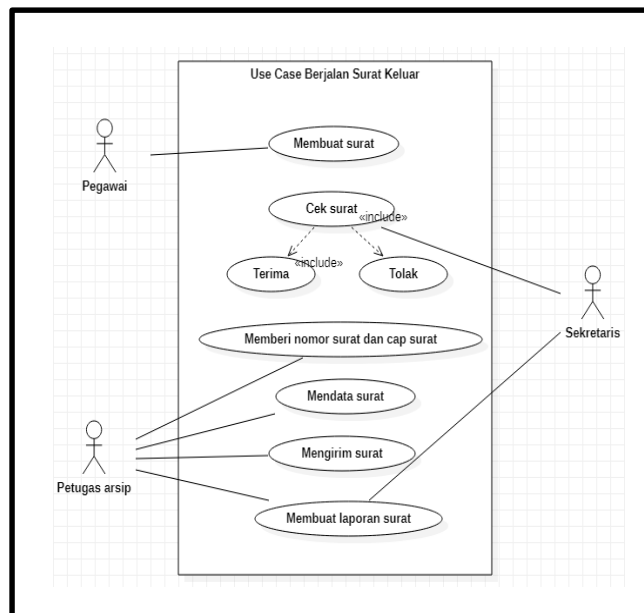 Use Case Berjalan Surat Keluar
Membuat surat
Pegawai
Cek surat
«include»
«include»
Terima
Tolak
Sekretaris
Memberi nomor surat dan cap surat
Mendata surat
Mengirim surat
Petugas arsip
Membuat laporan surat